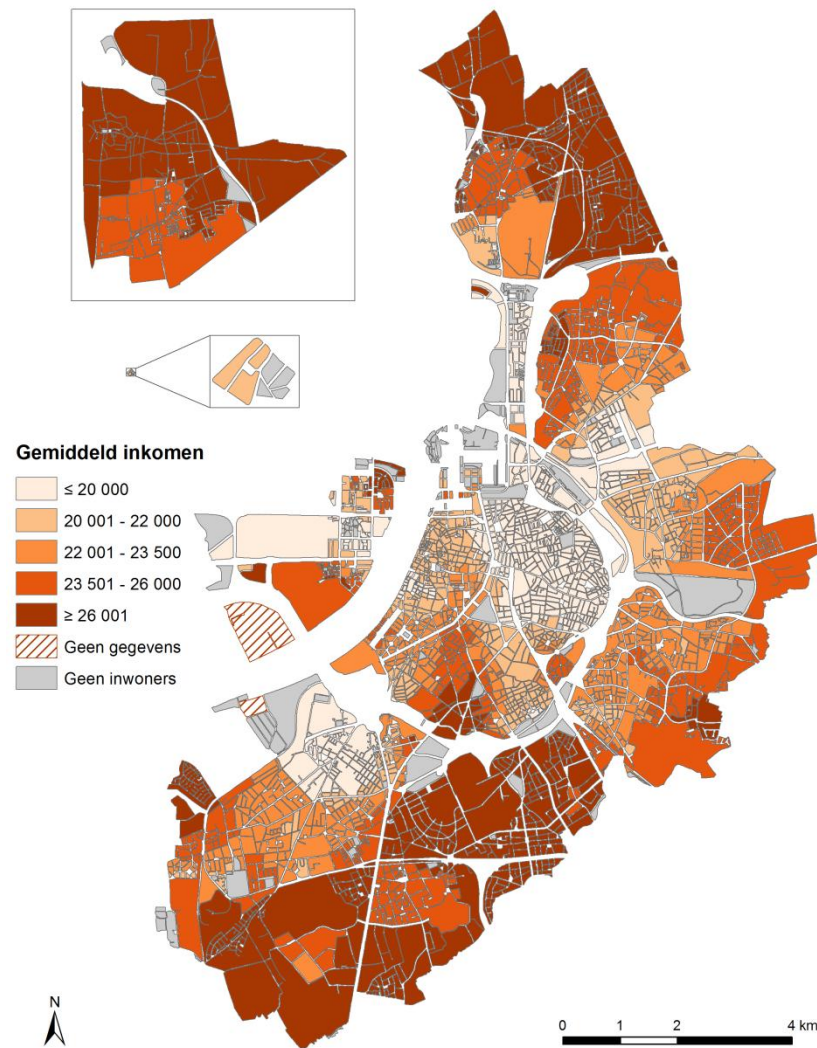 Gemiddeld inkomen
≤ 20 000
20 001 - 22 000
22 001 - 23 500
23 501 - 26 000
≥ 26 001
Geen gegevens
Geen inwoners
N
0 1 2 4 km